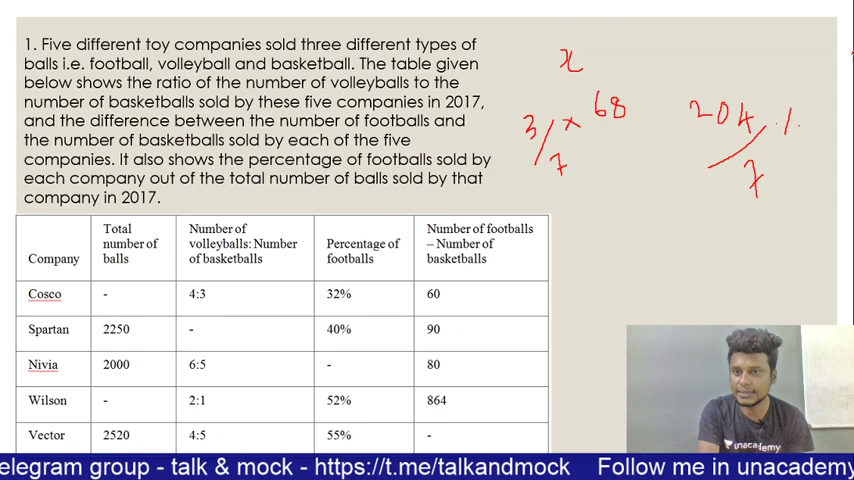 1. Five different toy companies sold three different types of
balls i.e. football, volleyball and basketball. The table given
below shows the ratio of the number of volleyballs to the
number of basketballs sold by these five companies in 2017,
and the difference between the number of footballs and
the number of basketballs sold by each of the five
companies. It also shows the percentage of footballs sold by
each company out of the total number of balls sold by that
company in 2017.
x
3/7 × 68
204/7 %
Company | Total number of balls | Number of volleyballs: Number of basketballs | Percentage of footballs | Number of footballs – Number of basketballs
Cosco | - | 4:3 | 32% | 60
Spartan | 2250 | - | 40% | 90
Nivia | 2000 | 6:5 | - | 80
Wilson | - | 2:1 | 52% | 864
Vector | 2520 | 4:5 | 55% | -
unacademy
elegram group - talk & mock - https://t.me/talkandmock Follow me in unacademy